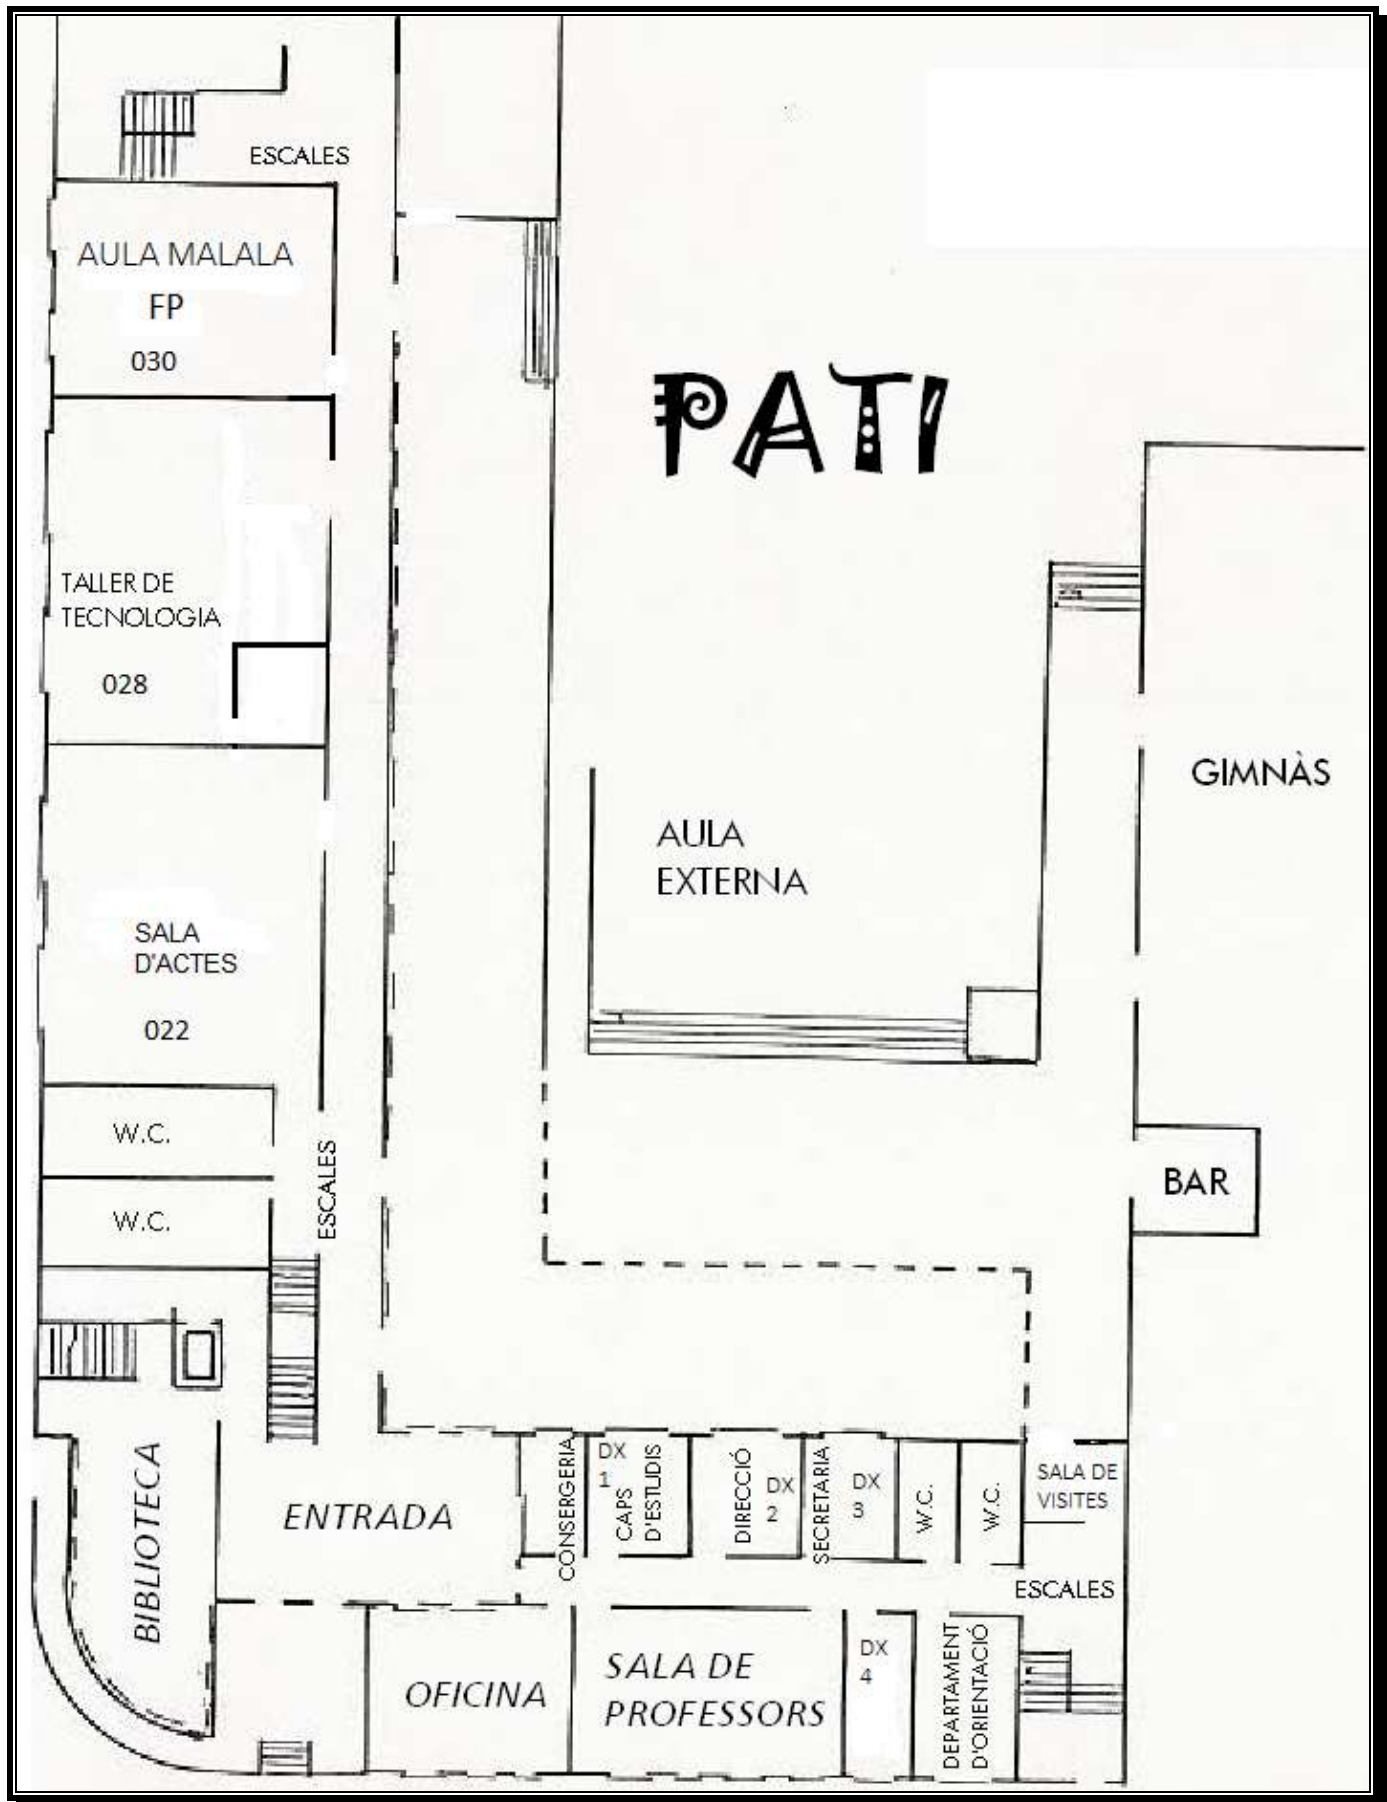 ESCALES
AULA MALALA
FP
030
PATI
TALLER DE
TECNOLOGIA
028
GIMNÀS
AULA
EXTERNA
SALA
D'ACTES
022
W.C.
W.C.
ESCALES
BAR
BIBLIOTECA
ENTRADA
CONSERGERIA
DX
1
CAPS
D'ESTUDIS
DIRECCIÓ
DX
2
SECRETARIA
DX
3
W.C.
W.C.
SALA DE
VISITES
ESCALES
OFICINA
SALA DE
PROFESSORS
DX
4
DEPARTAMENT
D'ORIENTACIÓ